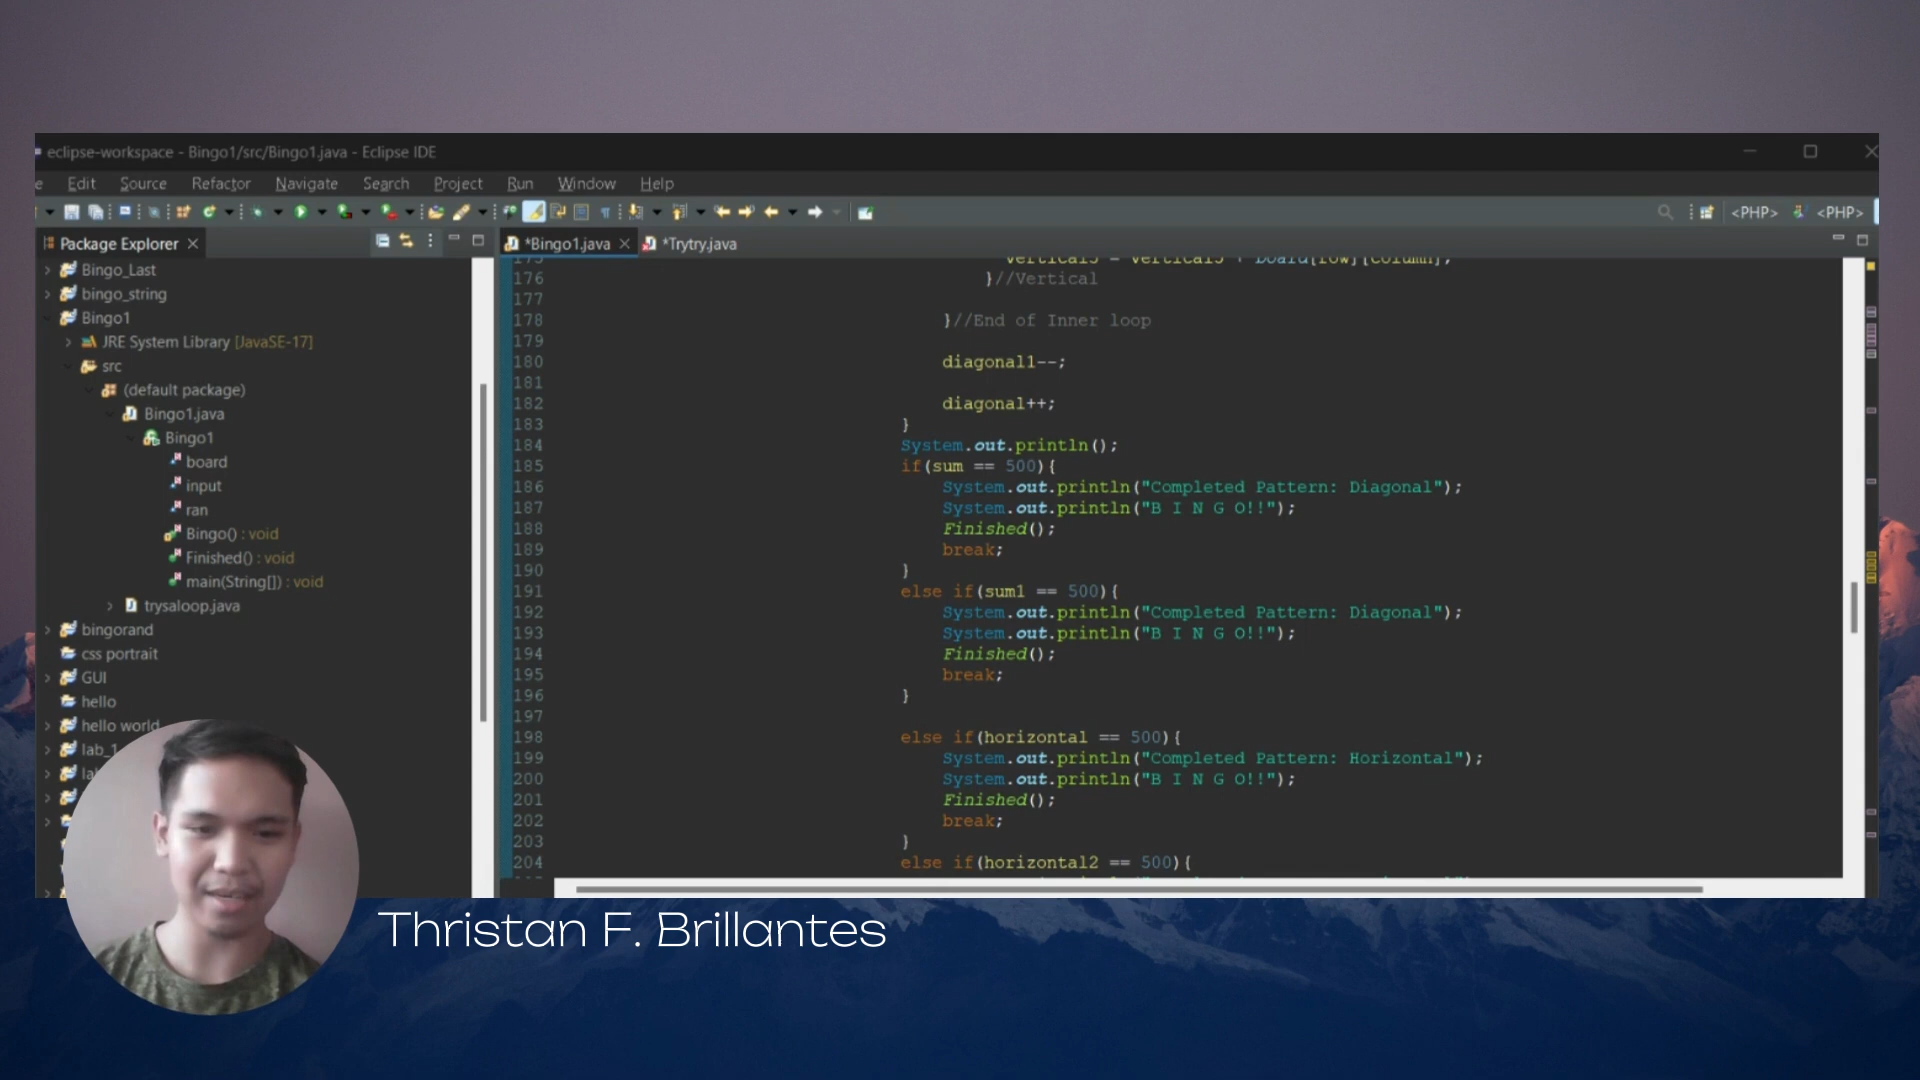 eclipse-workspace - Bingo1/src/Bingo1.java - Eclipse IDE
Edit Source Refactor Navigate Search Project Run Window Help
<PHP> <PHP>
Package Explorer
*Bingo1.java *Trytry.java
Bingo_Last
bingo_string
Bingo1
JRE System Library [JavaSE-17]
src
(default package)
Bingo1.java
Bingo1
board
input
ran
Bingo() : void
Finished() : void
main(String[]) : void
trysaloop.java
bingorand
css portrait
GUI
hello
hello world
lab_1
176 }//Vertical
177
178 }//End of Inner loop
179
180 diagonal1--;
181
182 diagonal++;
183 }
184 System.out.println();
185 if(sum == 500){
186 System.out.println("Completed Pattern: Diagonal");
187 System.out.println("B I N G O!!");
188 Finished();
189 break;
190 }
191 else if(sum1 == 500){
192 System.out.println("Completed Pattern: Diagonal");
193 System.out.println("B I N G O!!");
194 Finished();
195 break;
196 }
197
198 else if(horizontal == 500){
199 System.out.println("Completed Pattern: Horizontal");
200 System.out.println("B I N G O!!");
201 Finished();
202 break;
203 }
204 else if(horizontal2 == 500){
Thristan F. Brillantes